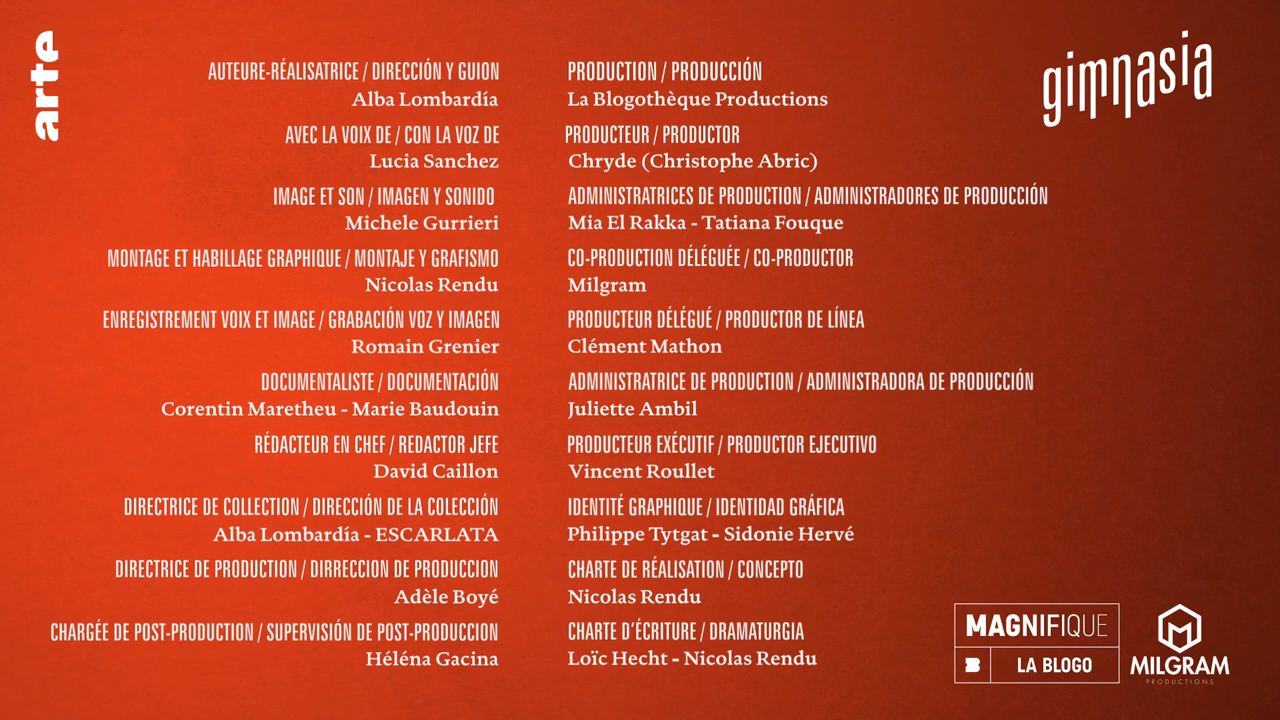 arte
AUTEURE-RÉALISATRICE / DIRECCIÓN Y GUION
Alba Lombardía
AVEC LA VOIX DE / CON LA VOZ DE
Lucia Sanchez
IMAGE ET SON / IMAGEN Y SONIDO
Michele Gurrieri
MONTAGE ET HABILLAGE GRAPHIQUE / MONTAJE Y GRAFISMO
Nicolas Rendu
ENREGISTREMENT VOIX ET IMAGE / GRABACIÓN VOZ Y IMAGEN
Romain Grenier
DOCUMENTALISTE / DOCUMENTACIÓN
Corentin Maretheu - Marie Baudouin
RÉDACTEUR EN CHEF / REDACTOR JEFE
David Caillon
DIRECTRICE DE COLLECTION / DIRECCIÓN DE LA COLECCIÓN
Alba Lombardía - ESCARLATA
DIRECTRICE DE PRODUCTION / DIRRECCION DE PRODUCCION
Adèle Boyé
CHARGÉE DE POST-PRODUCTION / SUPERVISIÓN DE POST-PRODUCCION
Héléna Gacina
PRODUCTION / PRODUCCIÓN
La Blogothèque Productions
PRODUCTEUR / PRODUCTOR
Chryde (Christophe Abric)
ADMINISTRATRICES DE PRODUCTION / ADMINISTRADORES DE PRODUCCIÓN
Mia El Rakka - Tatiana Fouque
CO-PRODUCTION DÉLÉGUÉE / CO-PRODUCTOR
Milgram
PRODUCTEUR DÉLÉGUÉ / PRODUCTOR DE LÍNEA
Clément Mathon
ADMINISTRATRICE DE PRODUCTION / ADMINISTRADORA DE PRODUCCIÓN
Juliette Ambil
PRODUCTEUR EXÉCUTIF / PRODUCTOR EJECUTIVO
Vincent Roullet
IDENTITÉ GRAPHIQUE / IDENTIDAD GRÁFICA
Philippe Tytgat - Sidonie Hervé
CHARTE DE RÉALISATION / CONCEPTO
Nicolas Rendu
CHARTE D'ÉCRITURE / DRAMATURGIA
Loïc Hecht - Nicolas Rendu
gimnasia
MAGNIFIQUE
B LA BLOGO
MILGRAM
PRODUCTIONS